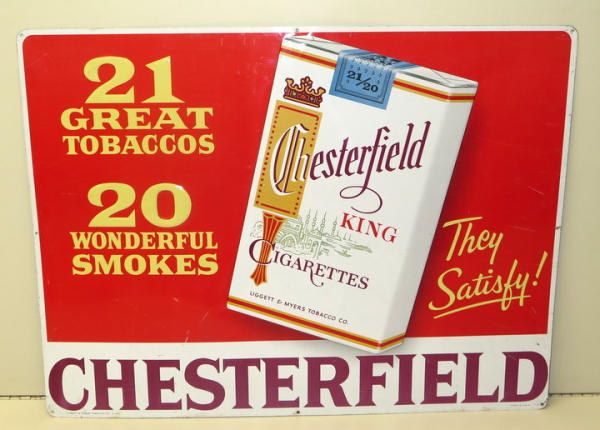 21
GREAT
TOBACCOS
20
WONDERFUL
SMOKES
21/20
Chesterfield
KING
CIGARETTES
LIGGETT & MYERS TOBACCO CO.
They
Satisfy!
CHESTERFIELD